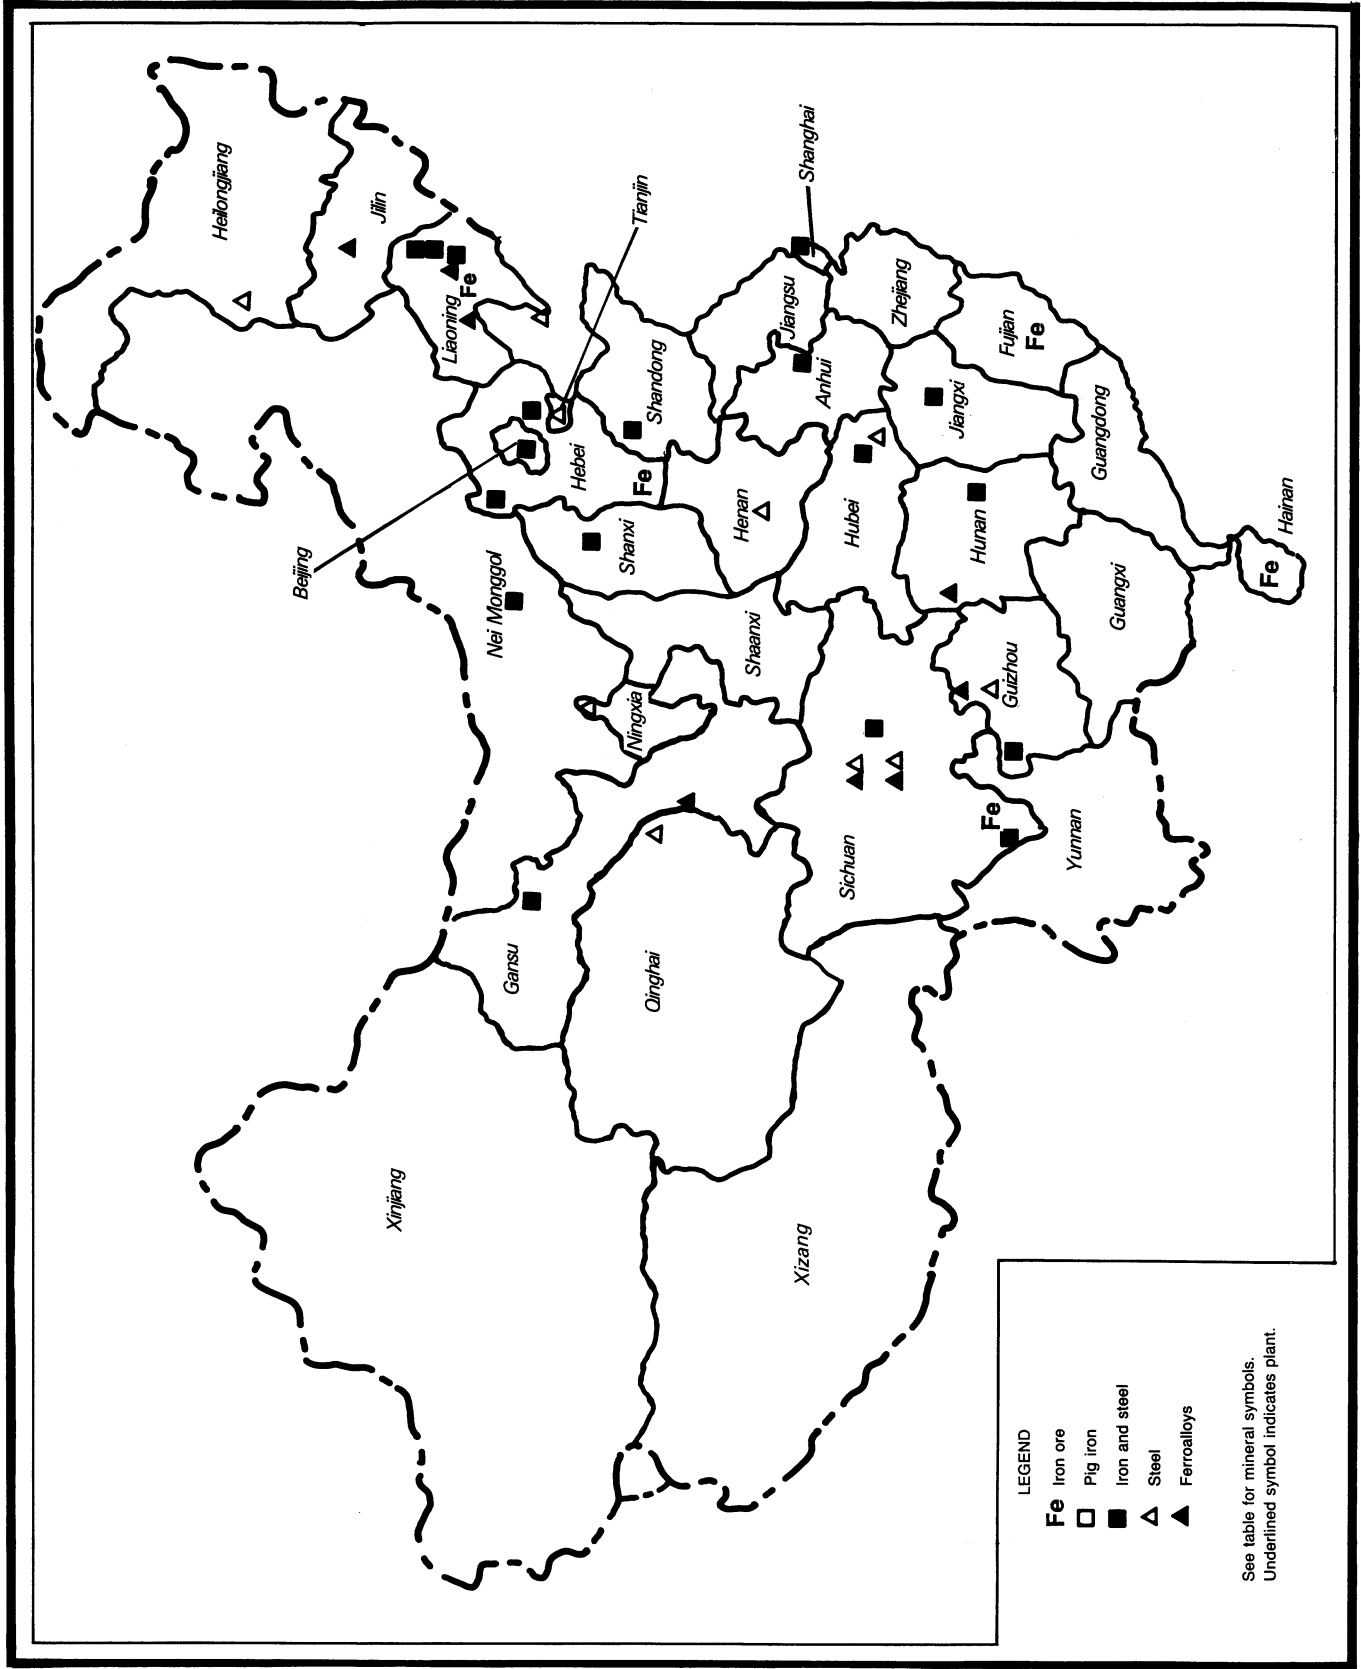 Heilongjiang
Jilin
Liaoning
Fe
Tianjin
Shanghai
Beijing
Nei Monggol
Hebei
Fe
Shandong
Jiangsu
Zhejiang
Shanxi
Henan
Anhui
Fujian
Fe
Jiangxi
Hubei
Hunan
Guangdong
Hainan
Fe
Guangxi
Guizhou
Shaanxi
Ningxia
Gansu
Qinghai
Sichuan
Fe
Yunnan
Xinjiang
Xizang
LEGEND
Fe Iron ore
Pig iron
Iron and steel
Steel
Ferroalloys
See table for mineral symbols.
Underlined symbol indicates plant.